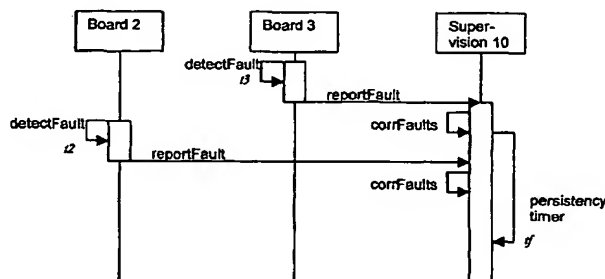 Board 2
Board 3
Super-
vision 10
detectFault
t3
reportFault
detectFault
t2
corrFaults
reportFault
corrFaults
persistency
timer
tf